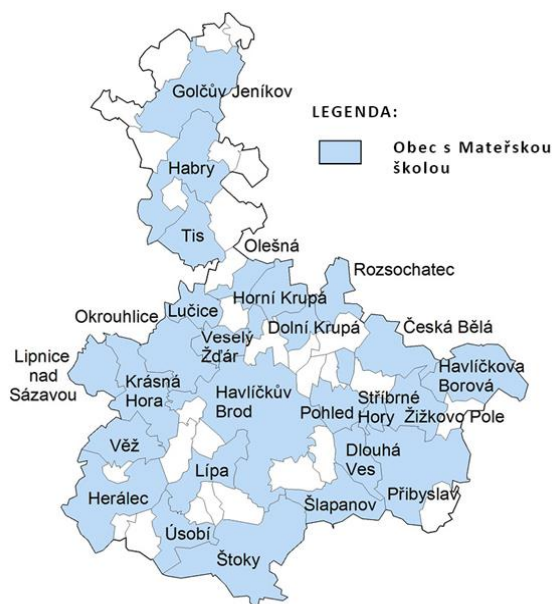 Golčův Jeníkov
LEGENDA:
Obec s Mateřskou
školou
Habry
Tis
Olešná
Rozsochatec
Horní Krupá
Okrouhlice
Lučice
Dolní Krupá
Česká Bělá
Veselý
Žďár
Lipnice
nad
Sázavou
Havlíčkova
Borová
Krásná
Hora
Havlíčkův
Brod
Pohled
Stříbrné
Hory
Žižkovo Pole
Věž
Dlouhá
Ves
Lípa
Herálec
Přibyslav
Šlapanov
Úsobí
Štoky